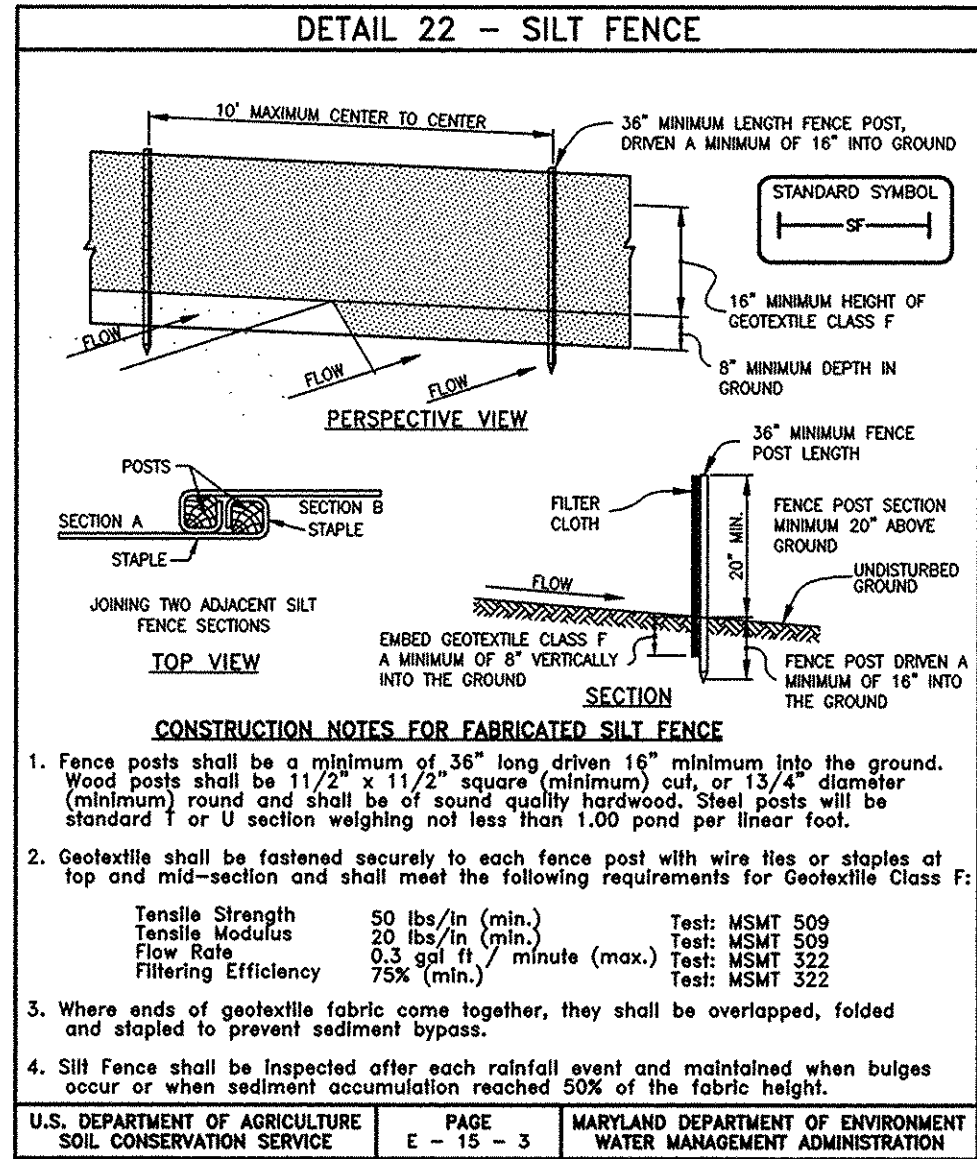 DETAIL 22 - SILT FENCE
10' MAXIMUM CENTER TO CENTER
36" MINIMUM LENGTH FENCE POST,
DRIVEN A MINIMUM OF 16" INTO GROUND
STANDARD SYMBOL
SF
16" MINIMUM HEIGHT OF
GEOTEXTILE CLASS F
8" MINIMUM DEPTH IN
GROUND
FLOW
FLOW
FLOW
PERSPECTIVE VIEW
POSTS
SECTION A
SECTION B
STAPLE
STAPLE
JOINING TWO ADJACENT SILT
FENCE SECTIONS
TOP VIEW
36" MINIMUM FENCE
POST LENGTH
FILTER
CLOTH
20" MIN.
FENCE POST SECTION
MINIMUM 20" ABOVE
GROUND
UNDISTURBED
GROUND
FLOW
EMBED GEOTEXTILE CLASS F
A MINIMUM OF 8" VERTICALLY
INTO THE GROUND
FENCE POST DRIVEN A
MINIMUM OF 16" INTO
THE GROUND
SECTION
CONSTRUCTION NOTES FOR FABRICATED SILT FENCE
1. Fence posts shall be a minimum of 36" long driven 16" minimum into the ground.
Wood posts shall be 11/2" x 11/2" square (minimum) cut, or 13/4" diameter
(minimum) round and shall be of sound quality hardwood. Steel posts will be
standard T or U section weighing not less than 1.00 pond per linear foot.
2. Geotextile shall be fastened securely to each fence post with wire ties or staples at
top and mid-section and shall meet the following requirements for Geotextile Class F:
Tensile Strength 50 lbs/in (min.) Test: MSMT 509
Tensile Modulus 20 lbs/in (min.) Test: MSMT 509
Flow Rate 0.3 gal ft / minute (max.) Test: MSMT 322
Filtering Efficiency 75% (min.) Test: MSMT 322
3. Where ends of geotextile fabric come together, they shall be overlapped, folded
and stapled to prevent sediment bypass.
4. Silt Fence shall be inspected after each rainfall event and maintained when bulges
occur or when sediment accumulation reached 50% of the fabric height.
U.S. DEPARTMENT OF AGRICULTURE
SOIL CONSERVATION SERVICE
PAGE
E - 15 - 3
MARYLAND DEPARTMENT OF ENVIRONMENT
WATER MANAGEMENT ADMINISTRATION